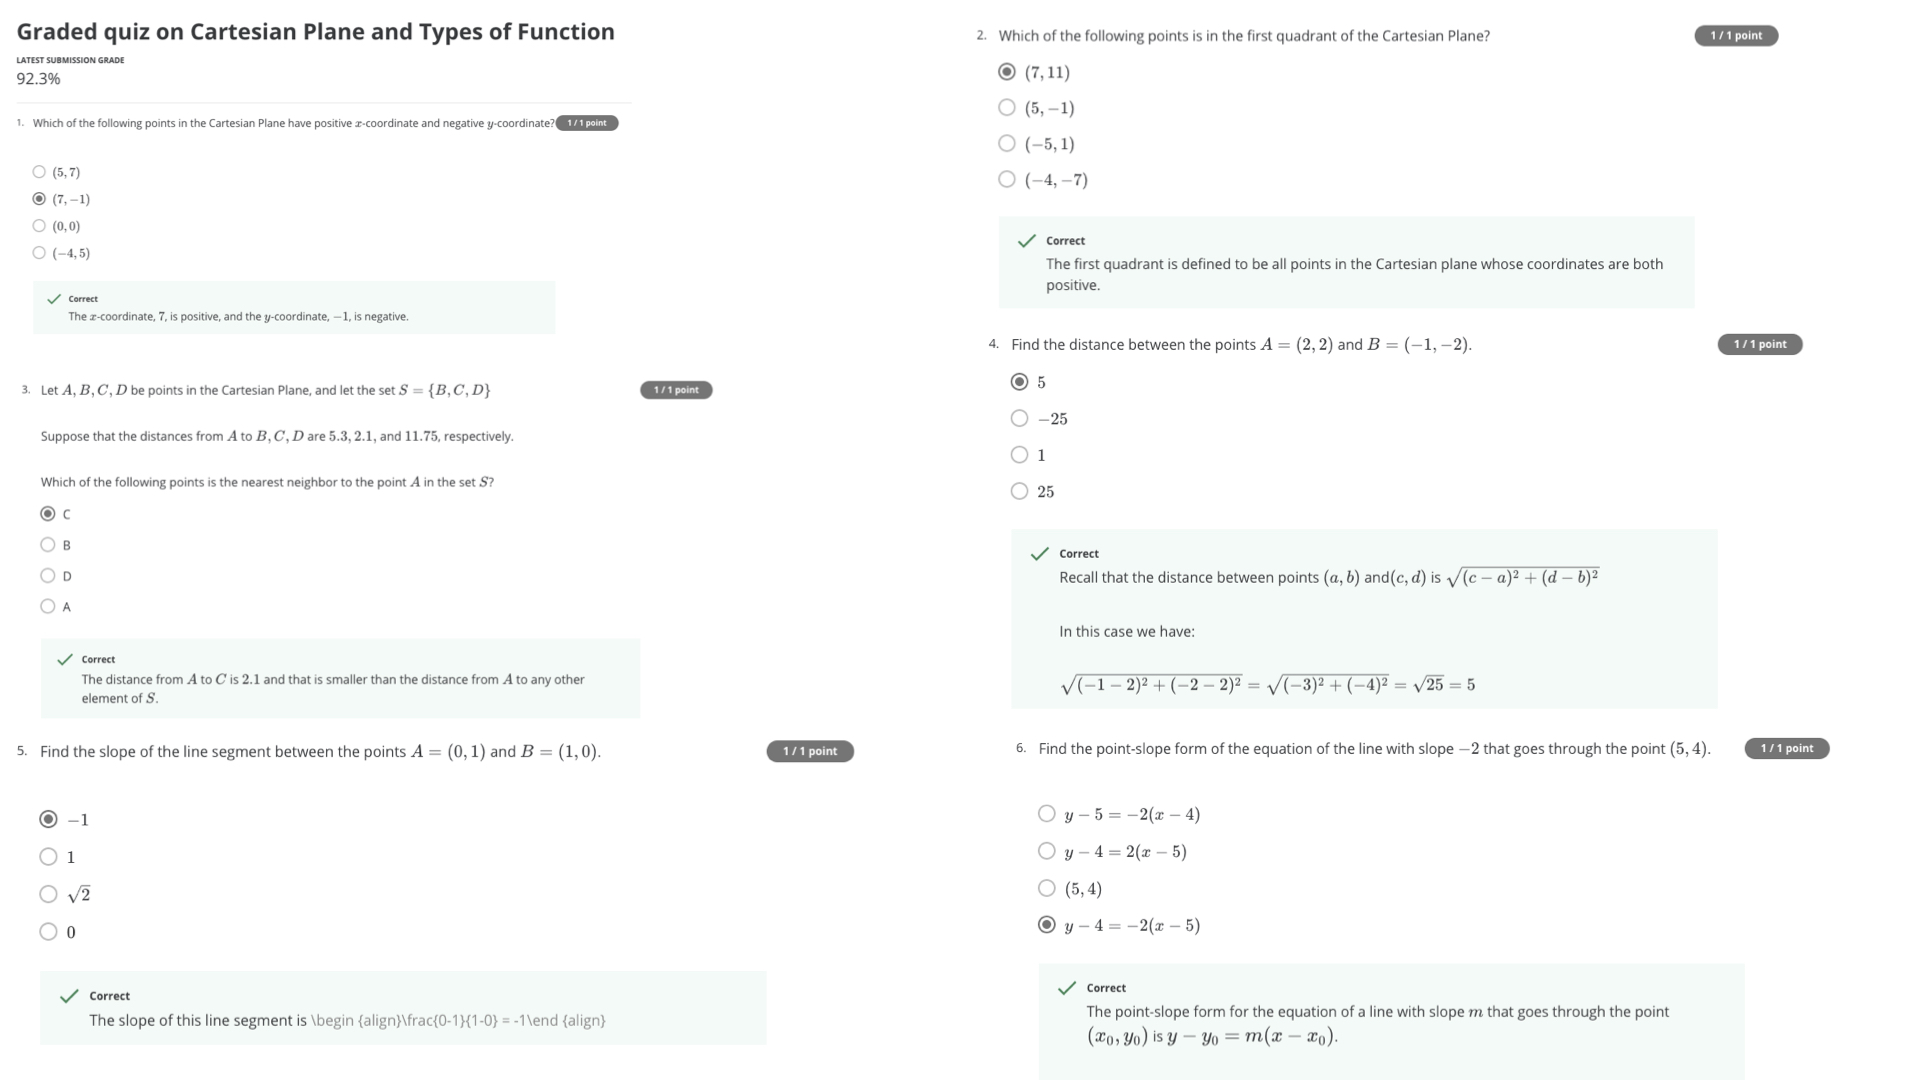 Graded quiz on Cartesian Plane and Types of Function
LATEST SUBMISSION GRADE
92.3%
1. Which of the following points in the Cartesian Plane have positive x-coordinate and negative y-coordinate? 1 / 1 point
(5, 7)
(7, −1)
(0, 0)
(−4, 5)
Correct
The x-coordinate, 7, is positive, and the y-coordinate, −1, is negative.
2. Which of the following points is in the first quadrant of the Cartesian Plane? 1 / 1 point
(7, 11)
(5, −1)
(−5, 1)
(−4, −7)
Correct
The first quadrant is defined to be all points in the Cartesian plane whose coordinates are both
positive.
3. Let A, B, C, D be points in the Cartesian Plane, and let the set S = {B, C, D} 1 / 1 point
Suppose that the distances from A to B, C, D are 5.3, 2.1, and 11.75, respectively.
Which of the following points is the nearest neighbor to the point A in the set S?
C
B
D
A
Correct
The distance from A to C is 2.1 and that is smaller than the distance from A to any other
element of S.
4. Find the distance between the points A = (2, 2) and B = (−1, −2). 1 / 1 point
5
−25
1
25
Correct
Recall that the distance between points (a, b) and(c, d) is √(c − a)² + (d − b)²
In this case we have:
√(−1 − 2)² + (−2 − 2)² = √(−3)² + (−4)² = √25 = 5
5. Find the slope of the line segment between the points A = (0, 1) and B = (1, 0). 1 / 1 point
−1
1
√2
0
Correct
The slope of this line segment is \begin {align}\frac{0-1}{1-0} = -1\end {align}
6. Find the point-slope form of the equation of the line with slope −2 that goes through the point (5, 4). 1 / 1 point
y − 5 = −2(x − 4)
y − 4 = 2(x − 5)
(5, 4)
y − 4 = −2(x − 5)
Correct
The point-slope form for the equation of a line with slope m that goes through the point
(x₀, y₀) is y − y₀ = m(x − x₀).